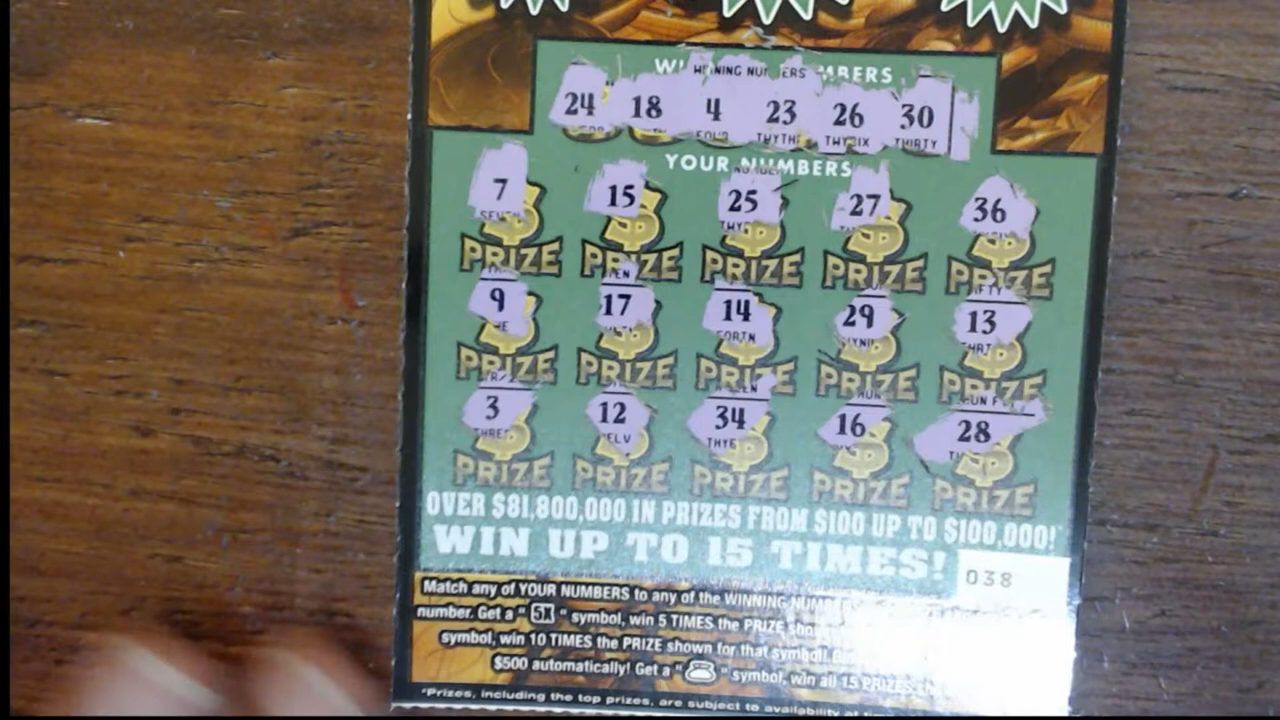 WINNING NUMBERS
24 18 4 23 26 30
THIRTY
YOUR NUMBERS
7 15 25 27 36
PRIZE PRIZE PRIZE PRIZE PRIZE
9 17 14 29 13
PRIZE PRIZE PRIZE PRIZE PRIZE
3 12 34 16 28
PRIZE PRIZE PRIZE PRIZE PRIZE
OVER $81,800,000 IN PRIZES FROM $100 UP TO $100,000!
WIN UP TO 15 TIMES!
038
Match any of YOUR NUMBERS to any of the WINNING
number. Get a "5X" symbol, win 5 TIMES the PRIZE
symbol, win 10 TIMES the PRIZE shown for that symbol!
$500 automatically! Get a " " symbol, win all 15 PRIZES
*Prizes, including the top prizes, are subject to availability